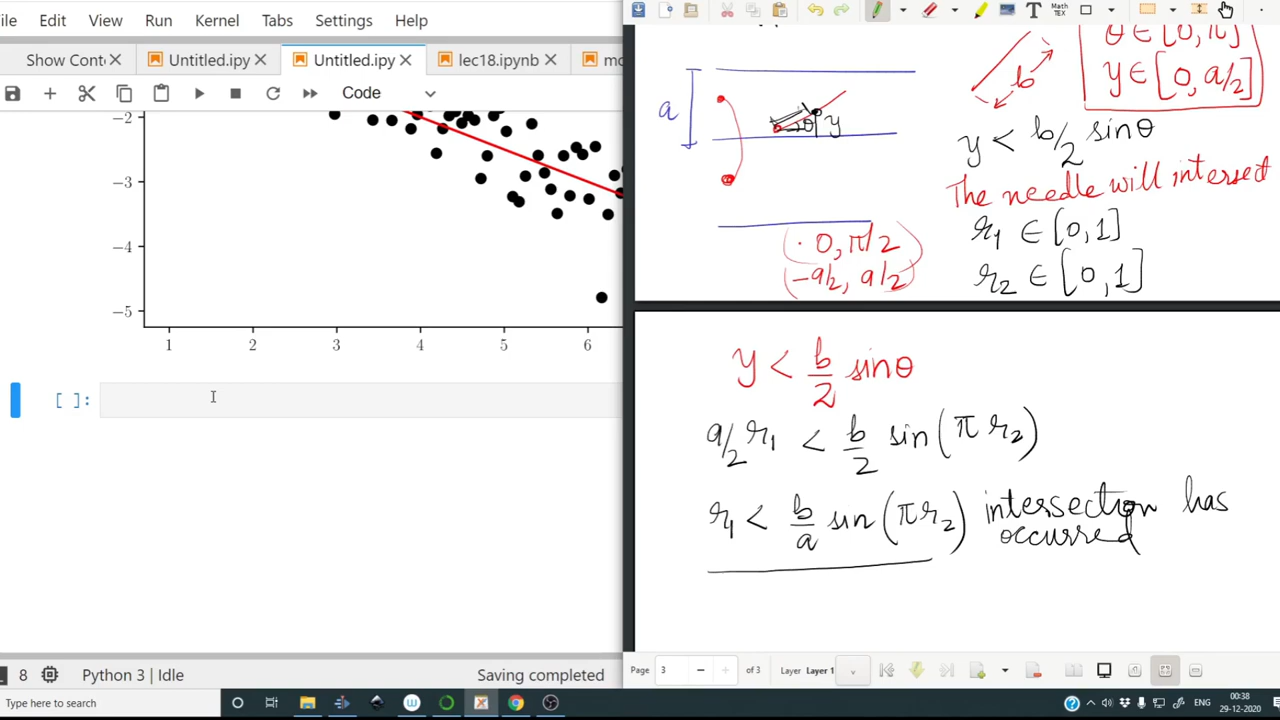 Edit View Run Kernel Tabs Settings Help
Show Cont Untitled.ipy Untitled.ipy lec18.ipynb
Code
−2
−3
−4
−5
1 2 3 4 5 6
[ ]:
8 Python 3 | Idle Saving completed
Math TEX
θ ∈ [0, π]
y ∈ [0, a/2]
b
a
θ y
y < b/2 sinθ
The needle will intersect
r1 ∈ [0, 1]
r2 ∈ [0, 1]
0, π/2
−a/2, a/2
y < b/2 sinθ
a/2 r1 < b/2 sin(π r2)
r1 < b/a sin(πr2) intersection has
occurred
Page 3 of 3 Layer Layer 1
Type here to search
ENG
00:38
29-12-2020